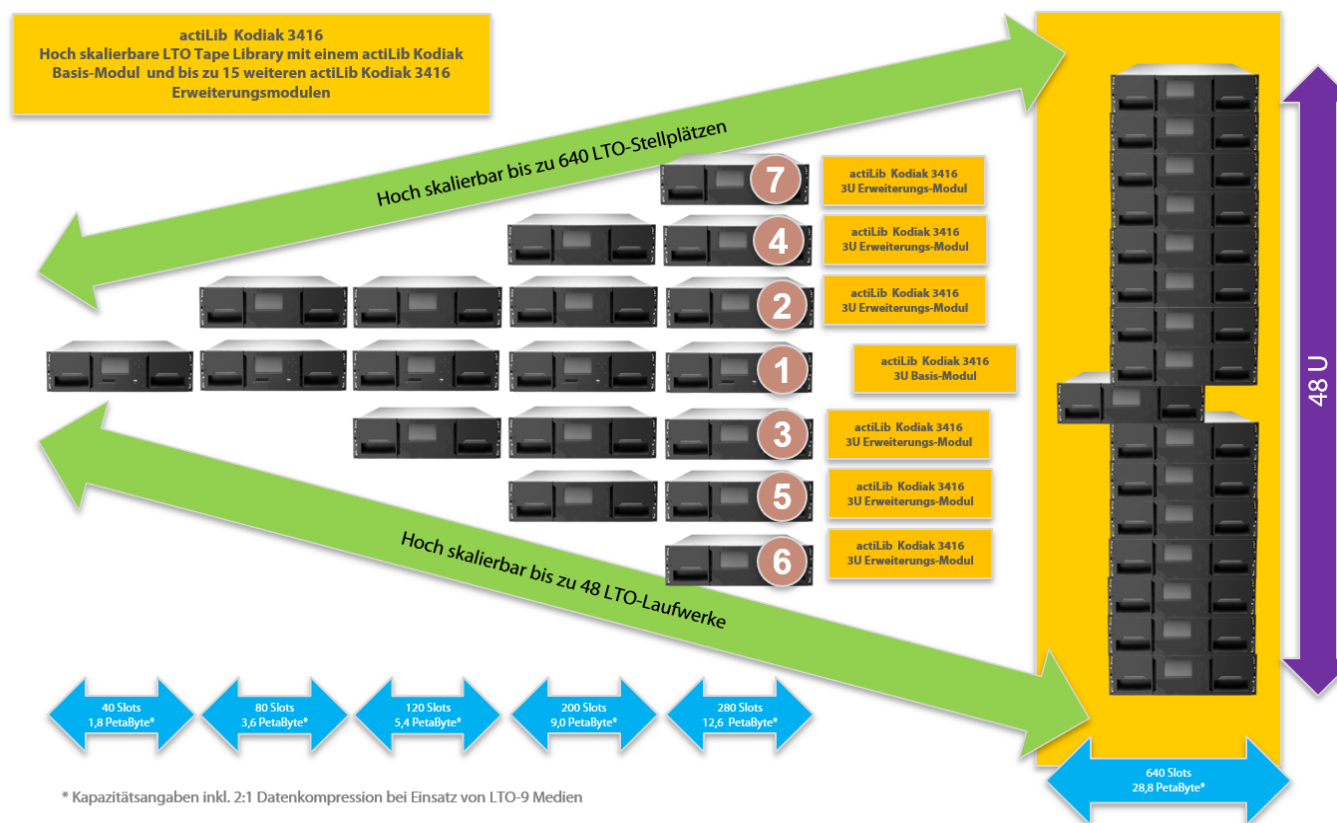 actiLib Kodiak 3416
Hoch skalierbare LTO Tape Library mit einem actiLib Kodiak
Basis-Modul und bis zu 15 weiteren actiLib Kodiak 3416
Erweiterungsmodulen
Hoch skalierbar bis zu 640 LTO-Stellplätzen
7
actiLib Kodiak 3416
3U Erweiterungs-Modul
4
actiLib Kodiak 3416
3U Erweiterungs-Modul
2
actiLib Kodiak 3416
3U Erweiterungs-Modul
1
actiLib Kodiak 3416
3U Basis-Modul
3
actiLib Kodiak 3416
3U Erweiterungs-Modul
5
actiLib Kodiak 3416
3U Erweiterungs-Modul
6
actiLib Kodiak 3416
3U Erweiterungs-Modul
48 U
Hoch skalierbar bis zu 48 LTO-Laufwerke
40 Slots
1,8 PetaByte*
80 Slots
3,6 PetaByte*
120 Slots
5,4 PetaByte*
200 Slots
9,0 PetaByte*
280 Slots
12,6 PetaByte*
640 Slots
28,8 PetaByte*
* Kapazitätsangaben inkl. 2:1 Datenkompression bei Einsatz von LTO-9 Medien